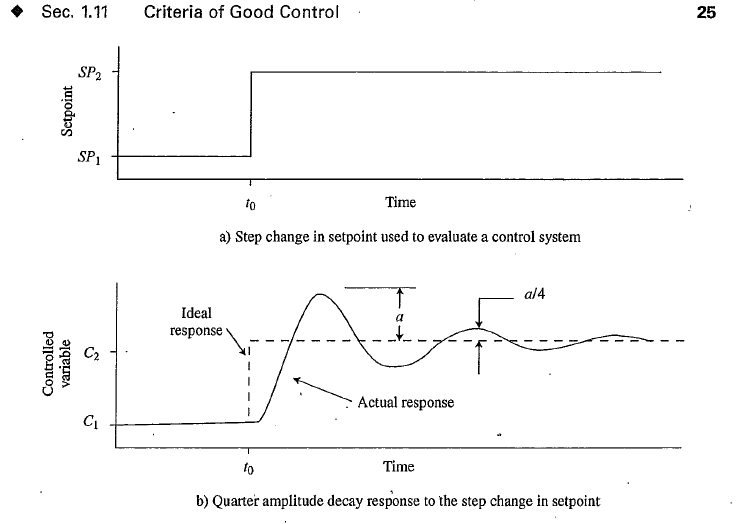 ◆ Sec. 1.11 Criteria of Good Control 25
SP₂
Setpoint
SP₁
t₀ Time
a) Step change in setpoint used to evaluate a control system
a/4
Ideal
response
a
Controlled
variable
C₂
Actual response
C₁
t₀ Time
b) Quarter amplitude decay response to the step change in setpoint